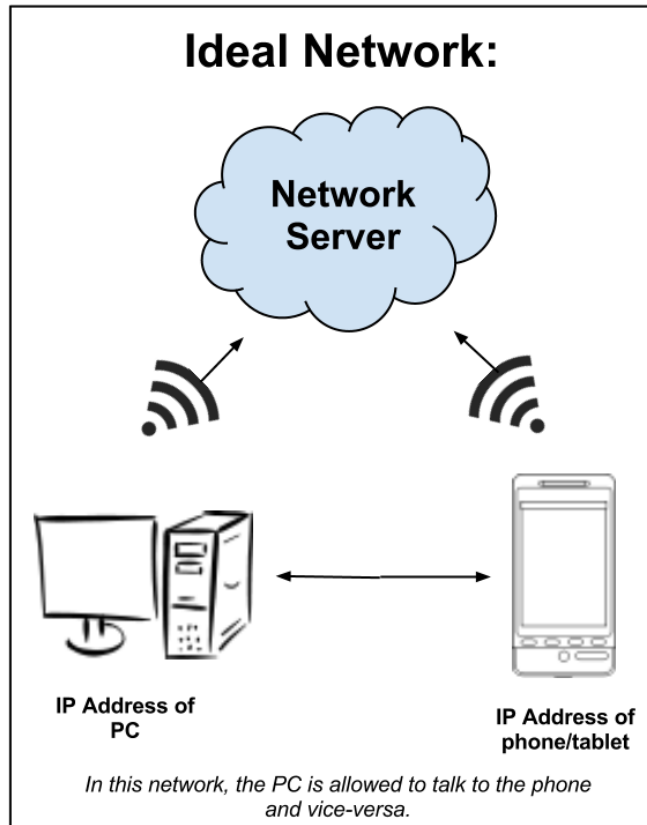 Ideal Network:
Network
Server
IP Address of
PC
IP Address of
phone/tablet
In this network, the PC is allowed to talk to the phone
and vice-versa.